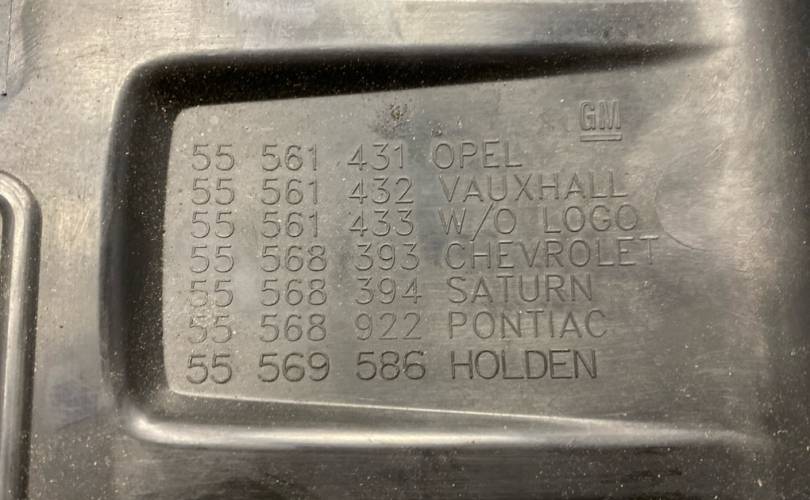 GM
55 561 431 OPEL
55 561 432 VAUXHALL
55 561 433 W/O LOGO
55 568 393 CHEVROLET
55 568 394 SATURN
55 568 922 PONTIAC
55 569 586 HOLDEN